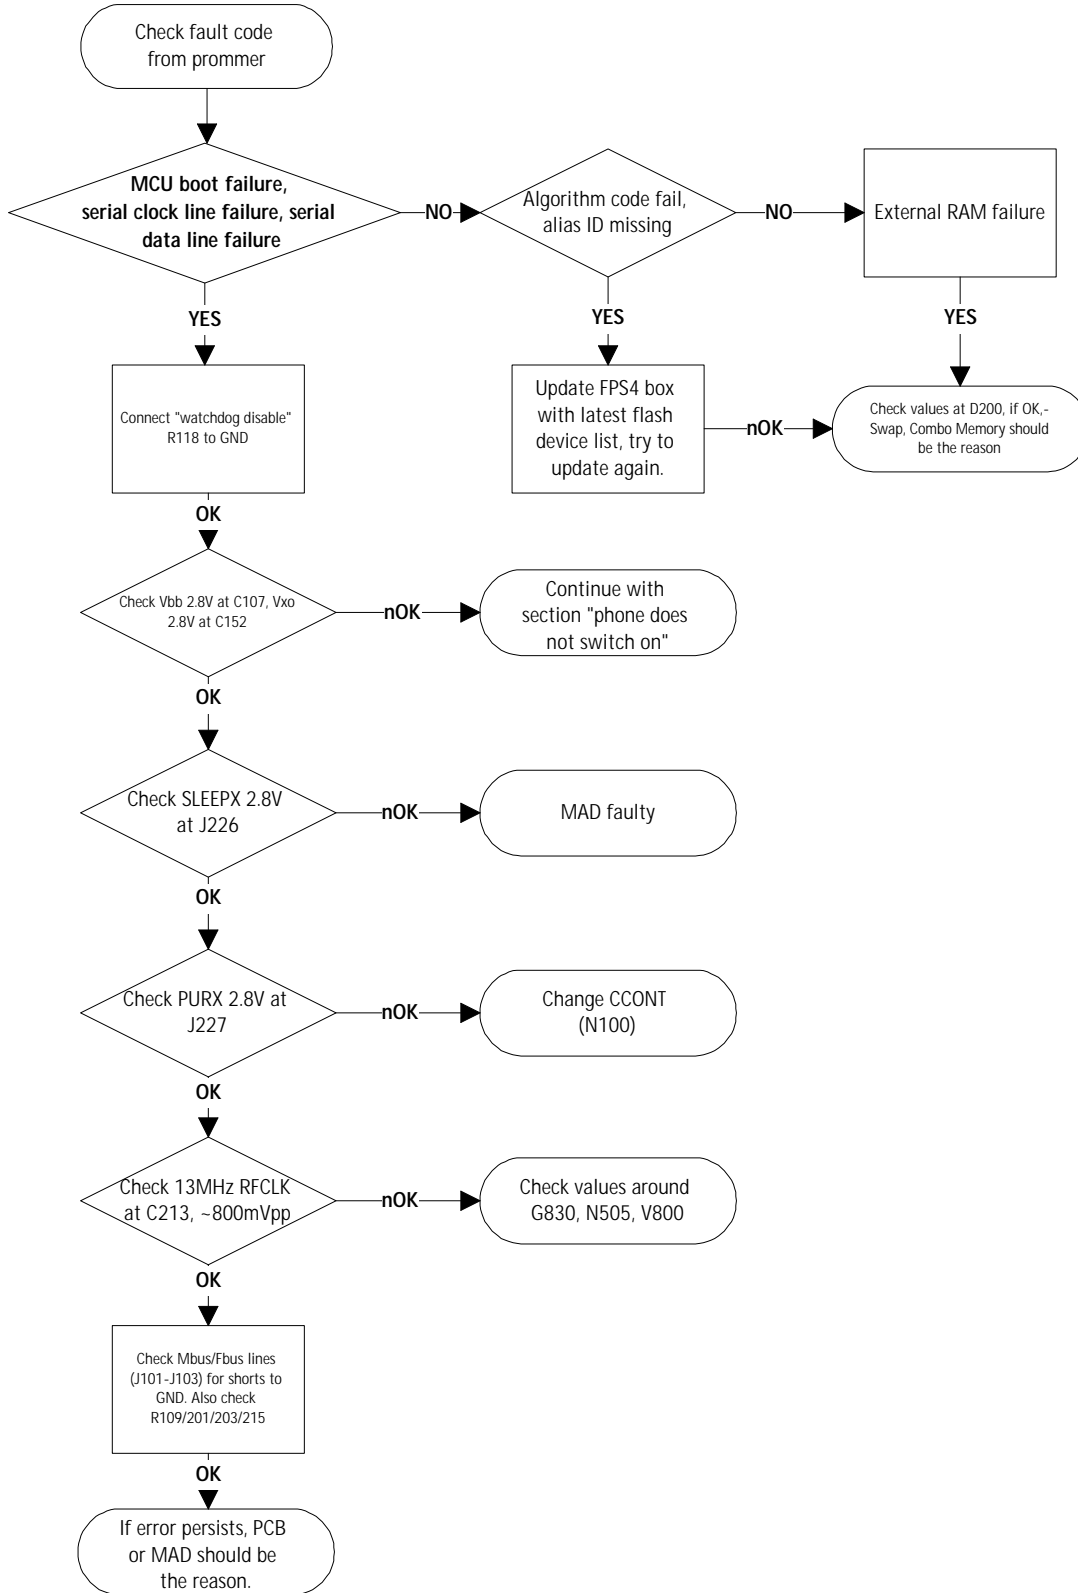 Check fault code
from prommer
MCU boot failure,
serial clock line failure, serial
data line failure
NO
Algorithm code fail,
alias ID missing
NO
External RAM failure
YES
YES
YES
Connect "watchdog disable"
R118 to GND
Update FPS4 box
with latest flash
device list, try to
update again.
nOK
Check values at D200, if OK,-
Swap, Combo Memory should
be the reason
OK
Check Vbb 2.8V at C107, Vxo
2.8V at C152
nOK
Continue with
section "phone does
not switch on"
OK
Check SLEEPX 2.8V
at J226
nOK
MAD faulty
OK
Check PURX 2.8V at
J227
nOK
Change CCONT
(N100)
OK
Check 13MHz RFCLK
at C213, ~800mVpp
nOK
Check values around
G830, N505, V800
OK
Check Mbus/Fbus lines
(J101-J103) for shorts to
GND. Also check
R109/201/203/215
OK
If error persists, PCB
or MAD should be
the reason.